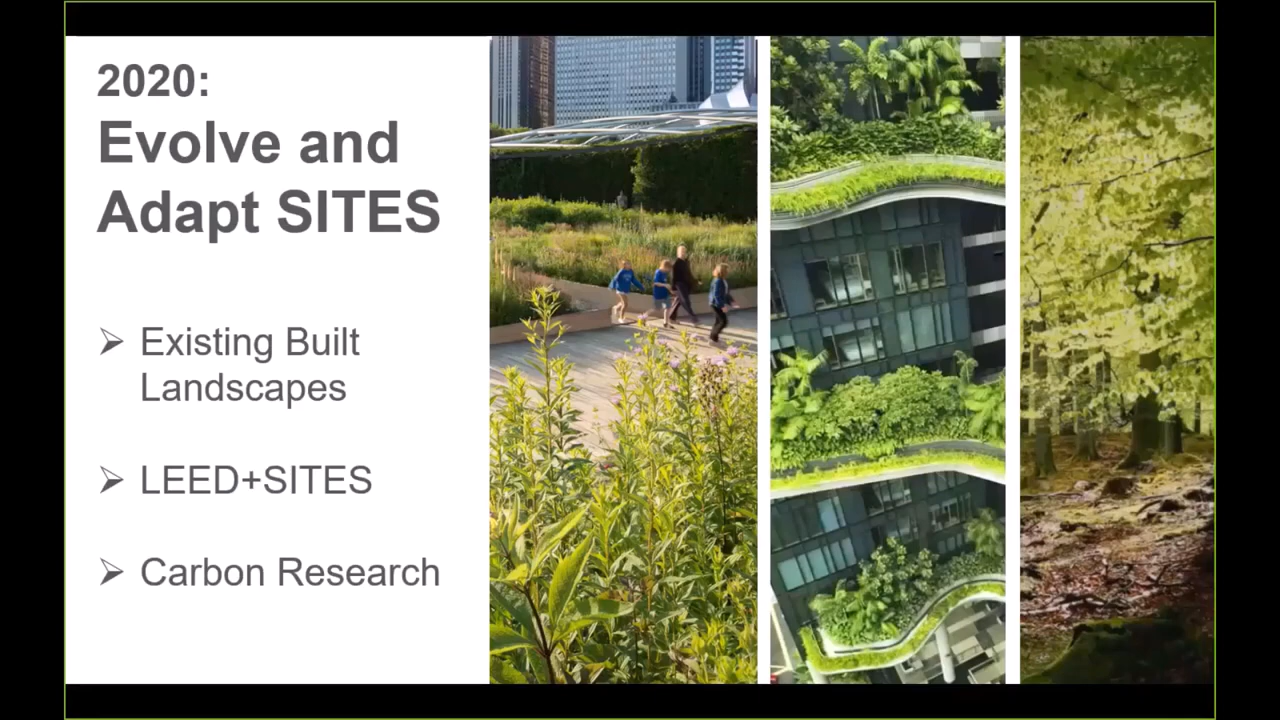 2020:
Evolve and
Adapt SITES
➢ Existing Built
Landscapes
➢ LEED+SITES
➢ Carbon Research